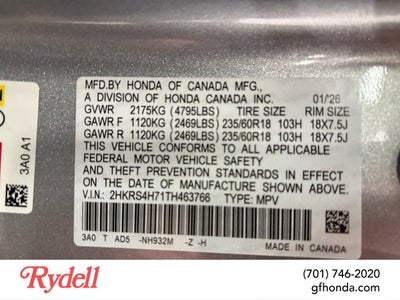 MFD.BY HONDA OF CANADA MFG.,
A DIVISION OF HONDA CANADA INC. 01/26
GVWR 2175KG (4795LBS) TIRE SIZE RIM SIZE
GAWR F 1120KG (2469LBS) 235/60R18 103H 18X7.5J
GAWR R 1120KG (2469LBS) 235/60R18 103H 18X7.5J
THIS VEHICLE CONFORMS TO ALL APPLICABLE
FEDERAL MOTOR VEHICLE SAFETY
AND THEFT PREVENTION STANDARDS IN EFFECT
ON THE DATE OF MANUFACTURE SHOWN ABOVE.
V.I.N.: 2HKRS4H71TH463766 TYPE: MPV
3A0 T AD5 -NH932M -Z -H
MADE IN CANADA
3A0 A1
Rydell
(701) 746-2020
gfhonda.com